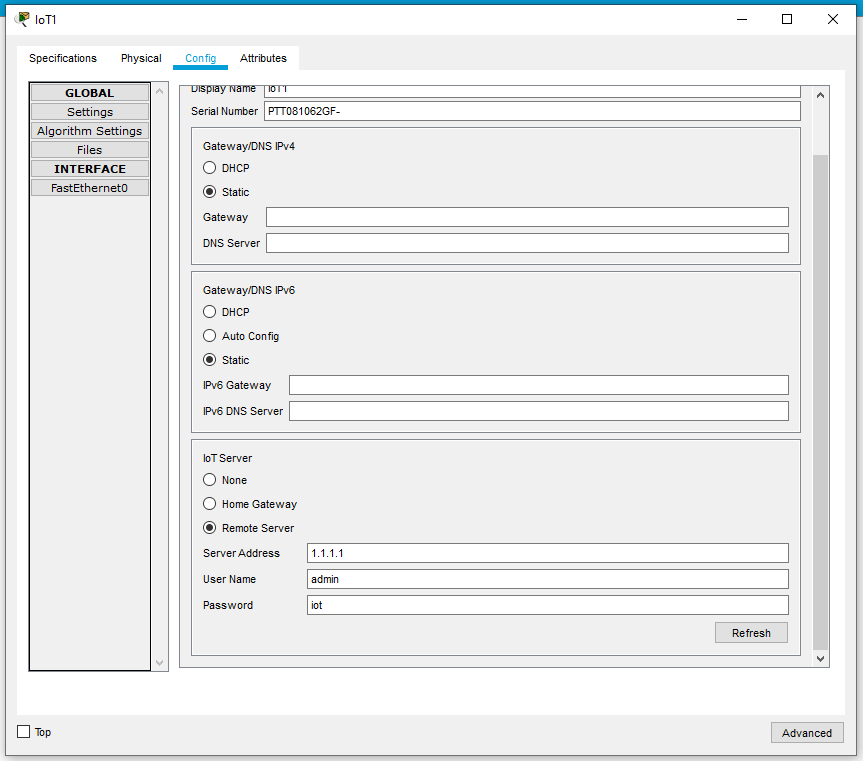 IoT1
Specifications Physical Config Attributes
GLOBAL
Settings
Algorithm Settings
Files
INTERFACE
FastEthernet0
Display Name IoT1
Serial Number PTT081062GF-
Gateway/DNS IPv4
DHCP
Static
Gateway
DNS Server
Gateway/DNS IPv6
DHCP
Auto Config
Static
IPv6 Gateway
IPv6 DNS Server
IoT Server
None
Home Gateway
Remote Server
Server Address 1.1.1.1
User Name admin
Password iot
Refresh
Top
Advanced